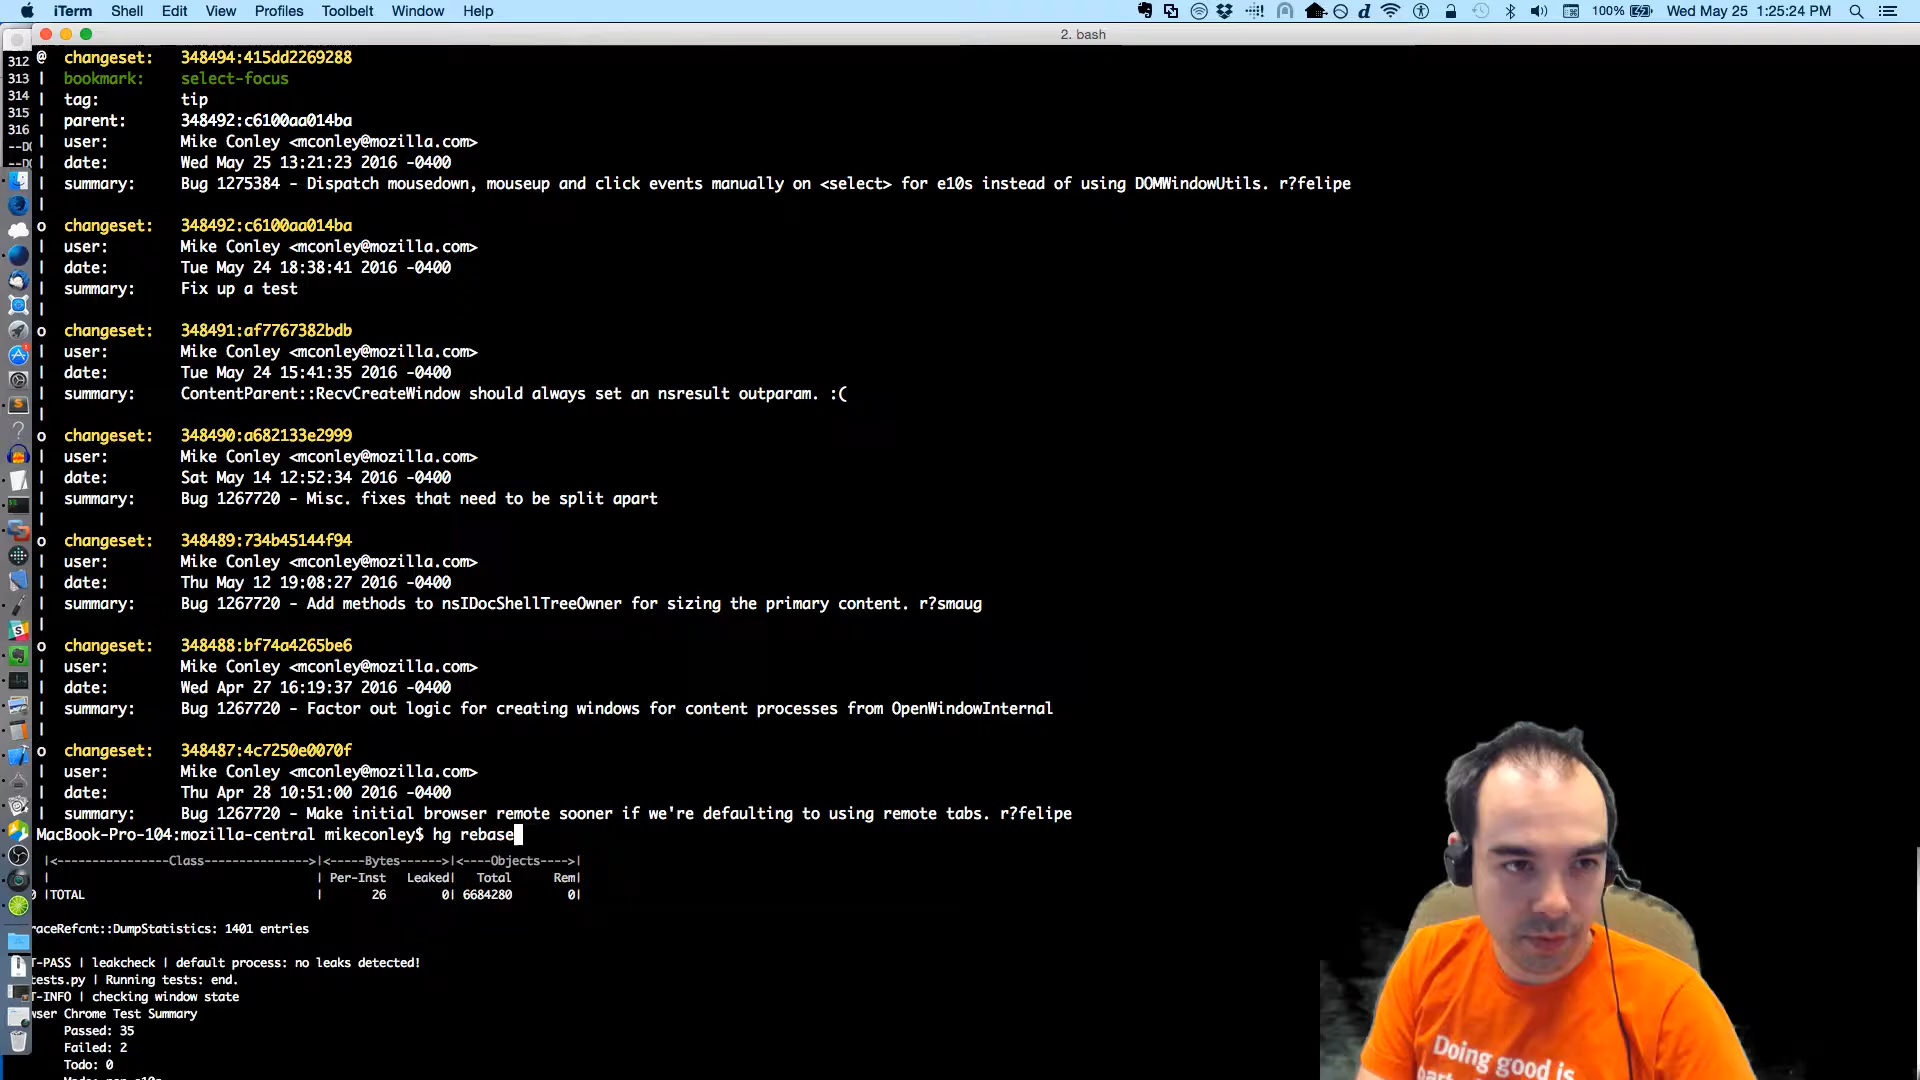 iTerm Shell Edit View Profiles Toolbelt Window Help 100% Wed May 25 1:25:24 PM
2. bash
312 @ changeset: 348494:415dd2269288
313 | bookmark: select-focus
314 | tag: tip
315 | parent: 348492:c6100aa014ba
316 | user: Mike Conley <mconley@mozilla.com>
| date: Wed May 25 13:21:23 2016 -0400
| summary: Bug 1275384 - Dispatch mousedown, mouseup and click events manually on <select> for e10s instead of using DOMWindowUtils. r?felipe
|
o changeset: 348492:c6100aa014ba
| user: Mike Conley <mconley@mozilla.com>
| date: Tue May 24 18:38:41 2016 -0400
| summary: Fix up a test
|
o changeset: 348491:af7767382bdb
| user: Mike Conley <mconley@mozilla.com>
| date: Tue May 24 15:41:35 2016 -0400
| summary: ContentParent::RecvCreateWindow should always set an nsresult outparam. :(
|
o changeset: 348490:a682133e2999
| user: Mike Conley <mconley@mozilla.com>
| date: Sat May 14 12:52:34 2016 -0400
| summary: Bug 1267720 - Misc. fixes that need to be split apart
|
o changeset: 348489:734b45144f94
| user: Mike Conley <mconley@mozilla.com>
| date: Thu May 12 19:08:27 2016 -0400
| summary: Bug 1267720 - Add methods to nsIDocShellTreeOwner for sizing the primary content. r?smaug
|
o changeset: 348488:bf74a4265be6
| user: Mike Conley <mconley@mozilla.com>
| date: Wed Apr 27 16:19:37 2016 -0400
| summary: Bug 1267720 - Factor out logic for creating windows for content processes from OpenWindowInternal
|
o changeset: 348487:4c7250e0070f
| user: Mike Conley <mconley@mozilla.com>
| date: Thu Apr 28 10:51:00 2016 -0400
| summary: Bug 1267720 - Make initial browser remote sooner if we're defaulting to using remote tabs. r?felipe
MacBook-Pro-104:mozilla-central mikeconley$ hg rebase
|<----------------Class--------------->|<-----Bytes------>|<----Objects---->|
| | Per-Inst Leaked| Total Rem|
0 |TOTAL | 26 0| 6684280 0|
raceRefcnt::DumpStatistics: 1401 entries
T-PASS | leakcheck | default process: no leaks detected!
tests.py | Running tests: end.
T-INFO | checking window state
wser Chrome Test Summary
Passed: 35
Failed: 2
Todo: 0
Doing good is